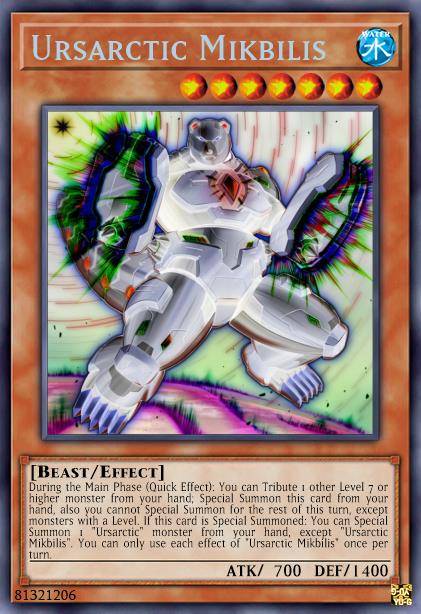 URSARCTIC MIKBILIS
WATER
水
[BEAST/EFFECT]
During the Main Phase (Quick Effect): You can Tribute 1 other Level 7 or
higher monster from your hand; Special Summon this card from your
hand, also you cannot Special Summon for the rest of this turn, except
monsters with a Level. If this card is Special Summoned: You can Special
Summon 1 "Ursarctic" monster from your hand, except "Ursarctic
Mikbilis". You can only use each effect of "Ursarctic Mikbilis" once per
turn.
ATK/ 700 DEF/1400
81321206